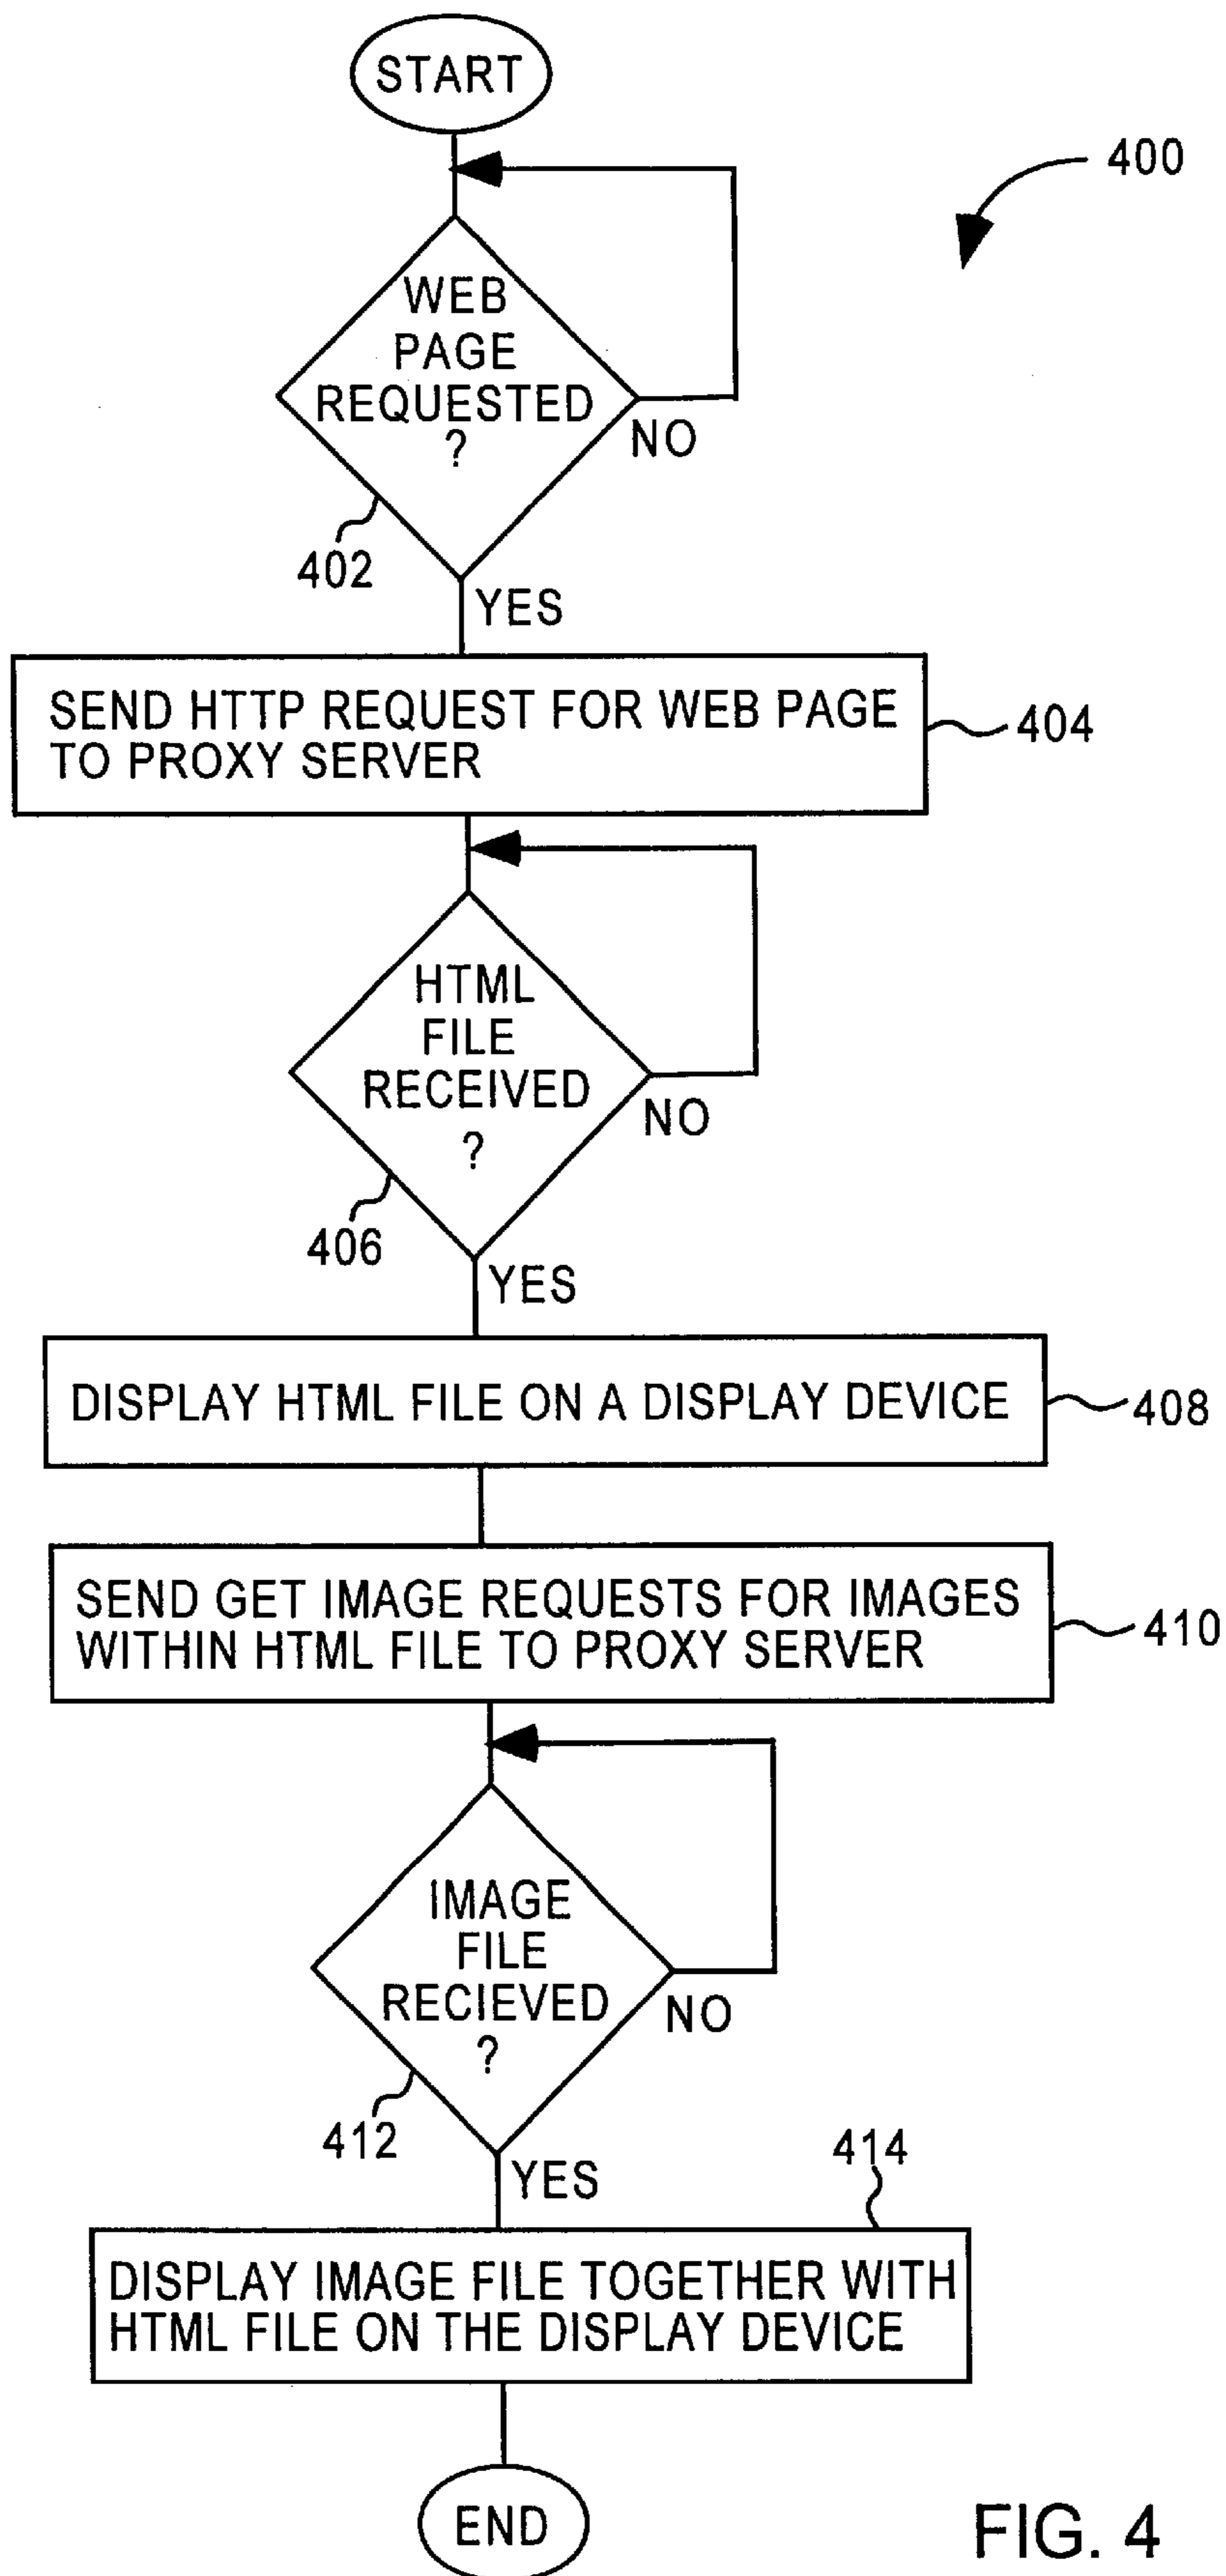 START
400
WEB
PAGE
REQUESTED
?
NO
402
YES
SEND HTTP REQUEST FOR WEB PAGE
TO PROXY SERVER
404
HTML
FILE
RECEIVED
?
NO
406
YES
DISPLAY HTML FILE ON A DISPLAY DEVICE
408
SEND GET IMAGE REQUESTS FOR IMAGES
WITHIN HTML FILE TO PROXY SERVER
410
IMAGE
FILE
RECIEVED
?
NO
412
YES
414
DISPLAY IMAGE FILE TOGETHER WITH
HTML FILE ON THE DISPLAY DEVICE
END
FIG. 4